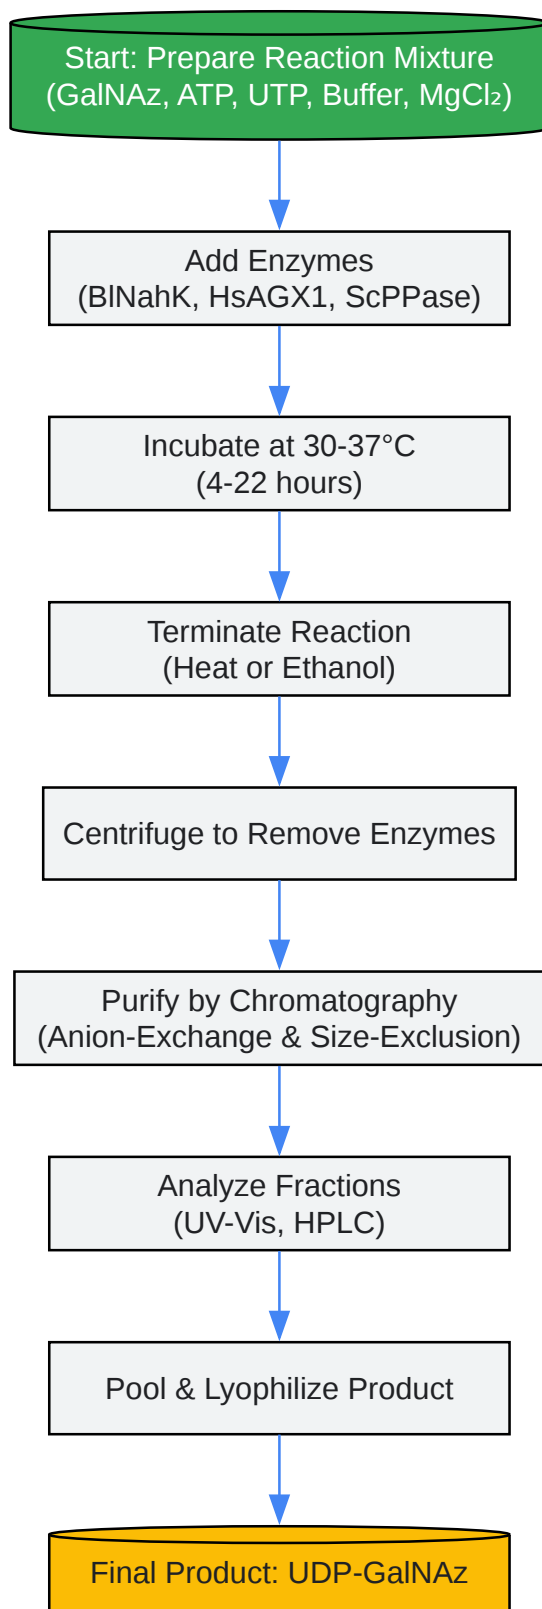 Start: Prepare Reaction Mixture
(GalNAz, ATP, UTP, Buffer, MgCl₂)
Add Enzymes
(BlNahK, HsAGX1, ScPPase)
Incubate at 30-37°C
(4-22 hours)
Terminate Reaction
(Heat or Ethanol)
Centrifuge to Remove Enzymes
Purify by Chromatography
(Anion-Exchange & Size-Exclusion)
Analyze Fractions
(UV-Vis, HPLC)
Pool & Lyophilize Product
Final Product: UDP-GalNAz